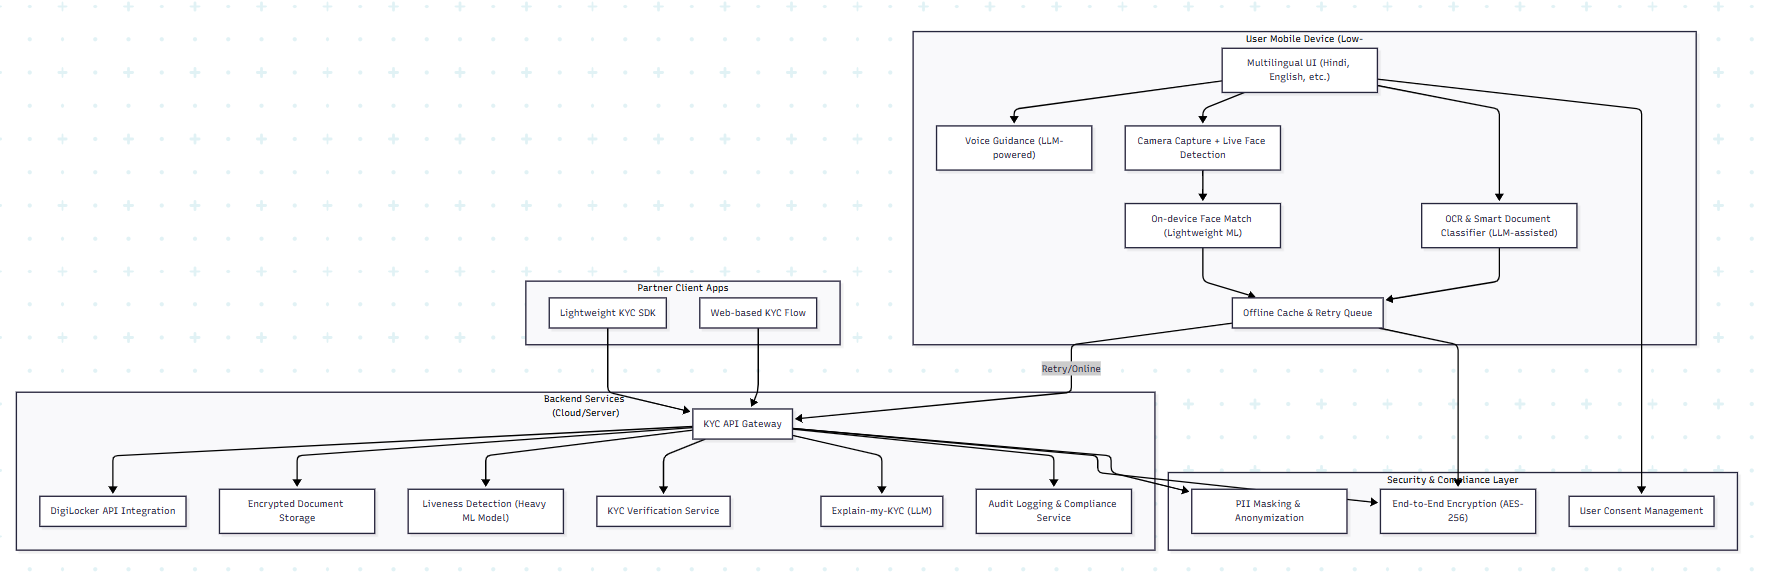 User Mobile Device (Low-
Multilingual UI (Hindi,
English, etc.)
Voice Guidance (LLM-
powered)
Camera Capture + Live Face
Detection
On-device Face Match
(Lightweight ML)
OCR & Smart Document
Classifier (LLM-assisted)
Offline Cache & Retry Queue
Partner Client Apps
Lightweight KYC SDK
Web-based KYC Flow
Retry/Online
Backend Services
(Cloud/Server)
KYC API Gateway
DigiLocker API Integration
Encrypted Document
Storage
Liveness Detection (Heavy
ML Model)
KYC Verification Service
Explain-my-KYC (LLM)
Audit Logging & Compliance
Service
Security & Compliance Layer
PII Masking &
Anonymization
End-to-End Encryption (AES-
256)
User Consent Management